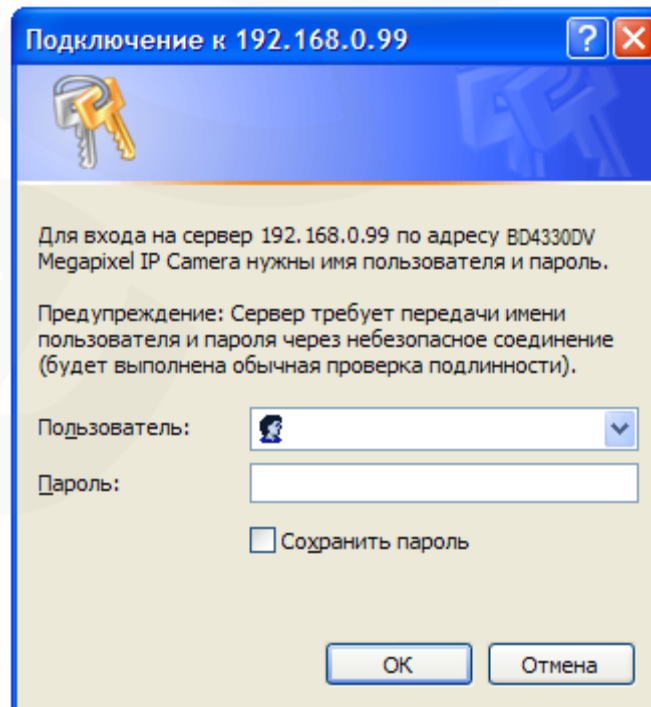 Подключение к 192.168.0.99
Для входа на сервер 192.168.0.99 по адресу BD4330DV
Megapixel IP Camera нужны имя пользователя и пароль.
Предупреждение: Сервер требует передачи имени
пользователя и пароля через небезопасное соединение
(будет выполнена обычная проверка подлинности).
Пользователь:
Пароль:
Сохранить пароль
ОК
Отмена